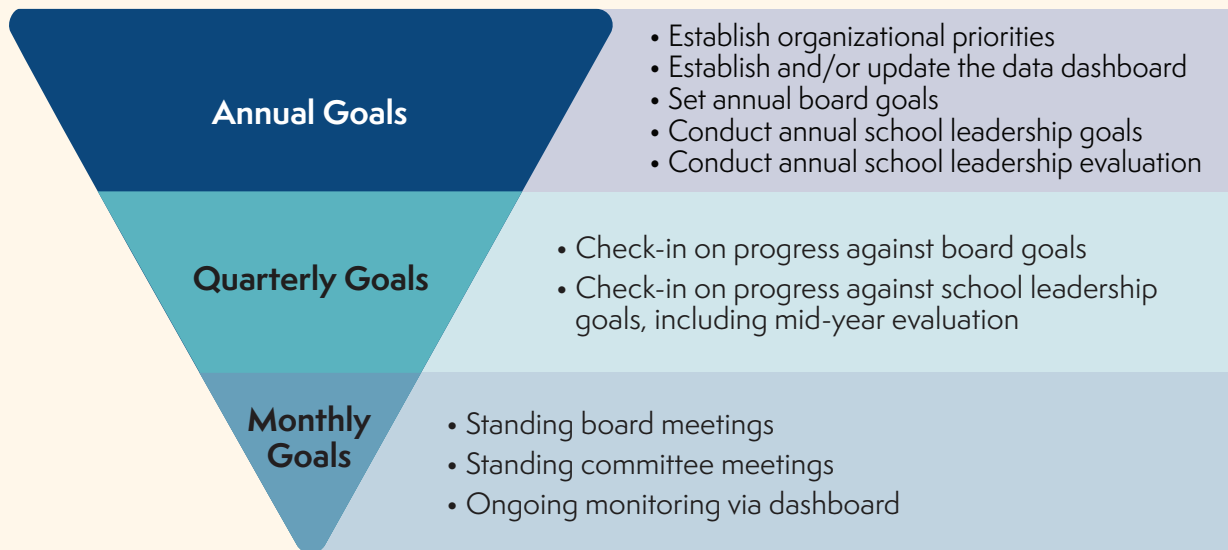 Annual Goals
• Establish organizational priorities
• Establish and/or update the data dashboard
• Set annual board goals
• Conduct annual school leadership goals
• Conduct annual school leadership evaluation
Quarterly Goals
• Check-in on progress against board goals
• Check-in on progress against school leadership
goals, including mid-year evaluation
Monthly
Goals
• Standing board meetings
• Standing committee meetings
• Ongoing monitoring via dashboard